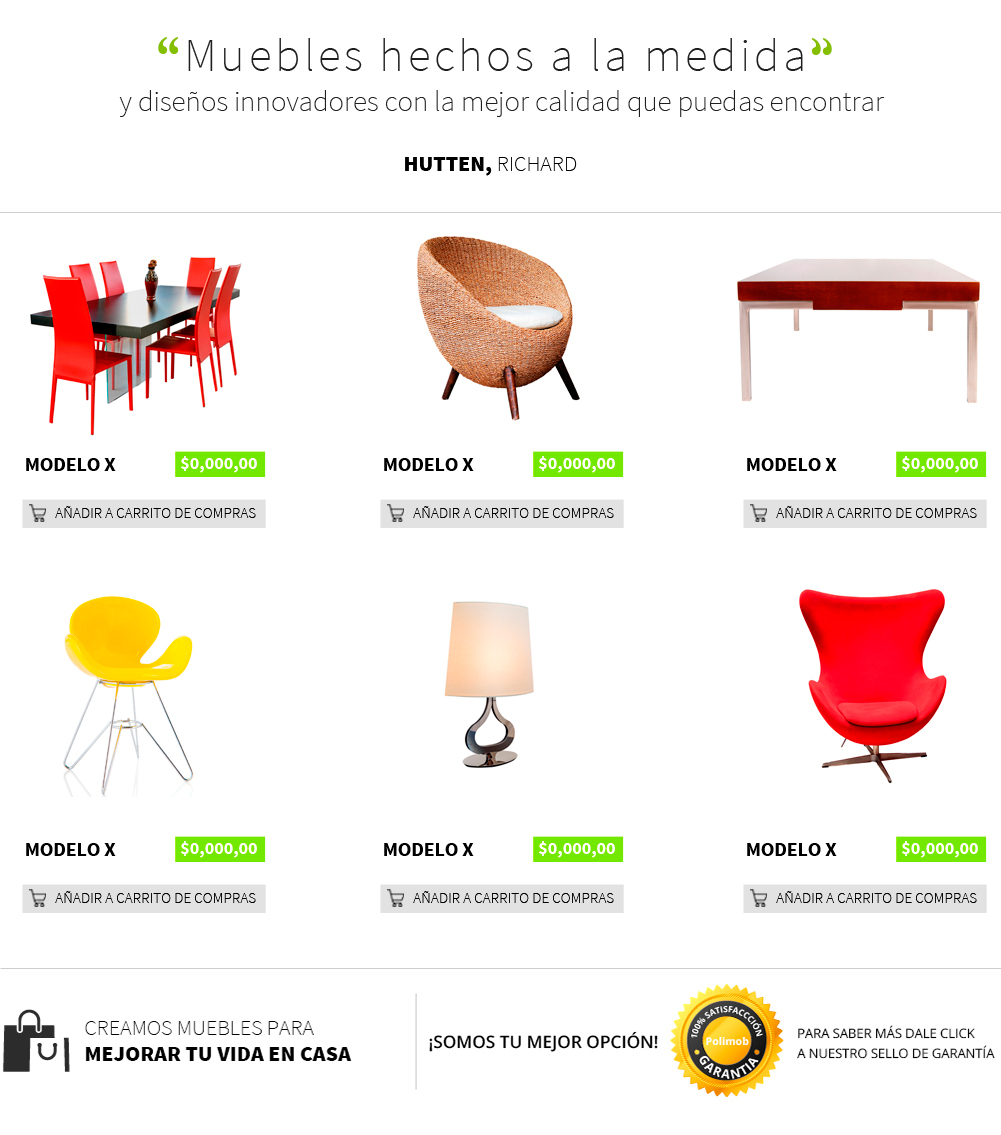 “Muebles hechos a la medida”
y diseños innovadores con la mejor calidad que puedas encontrar
HUTTEN, RICHARD
MODELO X $0,000,00
MODELO X $0,000,00
MODELO X $0,000,00
AÑADIR A CARRITO DE COMPRAS
AÑADIR A CARRITO DE COMPRAS
AÑADIR A CARRITO DE COMPRAS
MODELO X $0,000,00
MODELO X $0,000,00
MODELO X $0,000,00
AÑADIR A CARRITO DE COMPRAS
AÑADIR A CARRITO DE COMPRAS
AÑADIR A CARRITO DE COMPRAS
CREAMOS MUEBLES PARA
MEJORAR TU VIDA EN CASA
¡SOMOS TU MEJOR OPCIÓN!
100% SATISFACCCIÓN
Polimob
GARANTIA
PARA SABER MÁS DALE CLICK
A NUESTRO SELLO DE GARANTÍA